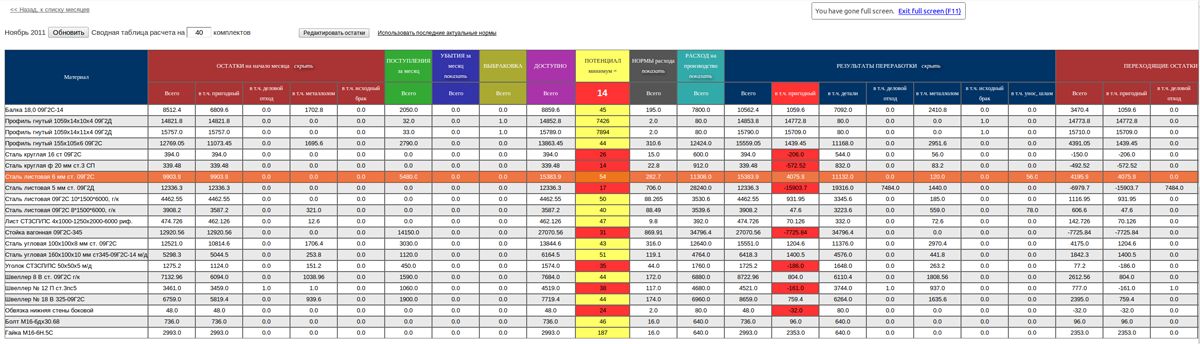 << Назад, к списку месяцев
You have gone full screen. Exit full screen (F11)
Ноябрь 2011 Обновить Сводная таблица расчета на 40 комплектов Редактировать остатки Использовать последние актуальные нормы
Материал ОСТАТКИ на начало месяца скрыть ПОСТУПЛЕНИЯ за месяц УБЫТИЯ за месяц показать ВЫБРАКОВКА ДОСТУПНО ПОТЕНЦИАЛ минимум = НОРМЫ расхода показать РАСХОД на производство показать РЕЗУЛЬТАТЫ ПЕРЕРАБОТКИ скрыть ПЕРЕХОДЯЩИЕ ОСТАТКИ
Всего в т.ч. пригодный в т.ч. деловой отход в т.ч. металлолом в т.ч. исходный брак Всего Всего Всего Всего 14 Всего Всего Всего в т.ч. пригодный в т.ч. детали в т.ч. деловой отход в т.ч. металлолом в т.ч. исходный брак в т.ч. унос, шлам Всего в т.ч. пригодный в т.ч. деловой отход
Балка 18,0 09Г2С-14 8512.4 6809.6 0.0 1702.8 0.0 2050.0 0.0 0.0 8859.6 45 195.0 7800.0 10562.4 1059.6 7092.0 0.0 2410.8 0.0 0.0 3470.4 1059.6 0.0
Профиль гнутый 1059х14х10х4 09Г2Д 14821.8 14821.8 0.0 0.0 0.0 32.0 0.0 1.0 14852.8 7426 2.0 80.0 14853.8 14772.8 80.0 0.0 0.0 1.0 0.0 14773.8 14772.8 0.0
Профиль гнутый 1059х14х11х4 09Г2Д 15757.0 15757.0 0.0 0.0 0.0 33.0 0.0 1.0 15789.0 7894 2.0 80.0 15790.0 15709.0 80.0 0.0 0.0 1.0 0.0 15710.0 15709.0 0.0
Профиль гнутый 155х105х6 09Г2С 12769.05 11073.45 0.0 1695.6 0.0 2790.0 0.0 0.0 13863.45 44 310.6 12424.0 15559.05 1439.45 11168.0 0.0 2951.6 0.0 0.0 4391.05 1439.45 0.0
Сталь круглая 16 ст 09Г2С 394.0 394.0 0.0 0.0 0.0 0.0 0.0 0.0 394.0 26 15.0 600.0 394.0 -206.0 544.0 0.0 56.0 0.0 0.0 -150.0 -206.0 0.0
Сталь круглая ф 20 мм ст.3 СП 339.48 339.48 0.0 0.0 0.0 0.0 0.0 0.0 339.48 14 22.8 912.0 339.48 -572.52 832.0 0.0 83.2 0.0 0.0 -492.52 -572.52 0.0
Сталь листовая 6 мм ст. 09Г2С 9903.9 9903.9 0.0 0.0 0.0 5480.0 0.0 0.0 15383.9 54 282.7 11308.0 15383.9 4075.9 11132.0 0.0 120.0 0.0 56.0 4195.9 4075.9 0.0
Сталь листовая 5 мм ст. 09Г2Д 12336.3 12336.3 0.0 0.0 0.0 0.0 0.0 0.0 12336.3 17 706.0 28240.0 12336.3 -15903.7 19316.0 7484.0 1440.0 0.0 0.0 -6979.7 -15903.7 7484.0
Сталь листовая 09Г2С 10*1500*6000, г/к 4462.55 4462.55 0.0 0.0 0.0 0.0 0.0 0.0 4462.55 50 88.265 3530.6 4462.55 931.95 3345.6 0.0 185.0 0.0 0.0 1116.95 931.95 0.0
Сталь листовая 09Г2С 8*1500*6000, г/к 3908.2 3587.2 0.0 321.0 0.0 0.0 0.0 0.0 3587.2 40 88.49 3539.6 3908.2 47.6 3223.6 0.0 559.0 0.0 78.0 606.6 47.6 0.0
Лист СТ3СП/ПС 4х1000-1250х2000-6000 риф. 474.726 462.126 0.0 12.6 0.0 0.0 0.0 0.0 462.126 47 9.8 392.0 474.726 70.126 332.0 0.0 72.6 0.0 0.0 142.726 70.126 0.0
Стойка вагонная 09Г2С-345 12920.56 12920.56 0.0 0.0 0.0 14150.0 0.0 0.0 27070.56 31 869.91 34796.4 27070.56 -7725.84 34796.4 0.0 0.0 0.0 0.0 -7725.84 -7725.84 0.0
Сталь угловая 100х100х8 мм ст. 09Г2С 12521.0 10814.6 0.0 1706.4 0.0 3030.0 0.0 0.0 13844.6 43 316.0 12640.0 15551.0 1204.6 11376.0 0.0 2970.4 0.0 0.0 4175.0 1204.6 0.0
Сталь угловая 160х100х10 мм ст345-09Г2С-14 м/д 5298.3 5044.5 0.0 253.8 0.0 1120.0 0.0 0.0 6164.5 51 119.1 4764.0 6418.3 1400.5 4576.0 0.0 441.8 0.0 0.0 1842.3 1400.5 0.0
Уголок СТ3СП/ПС 50х50х5 м/д 1275.2 1124.0 0.0 151.2 0.0 450.0 0.0 0.0 1574.0 35 44.0 1760.0 1725.2 -186.0 1648.0 0.0 263.2 0.0 0.0 77.2 -186.0 0.0
Швеллер 8 В ст. 09Г2С г/к 7132.96 6094.0 0.0 1038.96 0.0 1590.0 0.0 0.0 7684.0 44 172.0 6880.0 8722.96 804.0 6110.4 0.0 1808.56 0.0 0.0 2612.56 804.0 0.0
Швеллер № 12 П ст.3пс5 3461.0 3459.0 1.0 1.0 0.0 1060.0 0.0 0.0 4519.0 38 117.0 4680.0 4521.0 -161.0 3744.0 1.0 937.0 0.0 0.0 777.0 -161.0 1.0
Швеллер № 18 В 325-09Г2С 6759.0 5819.4 0.0 939.6 0.0 1900.0 0.0 0.0 7719.4 44 174.0 6960.0 8659.0 759.4 6264.0 0.0 1635.6 0.0 0.0 2395.0 759.4 0.0
Обвязка нижняя стены боковой 48.0 48.0 0.0 0.0 0.0 0.0 0.0 0.0 48.0 24 2.0 80.0 48.0 -32.0 80.0 0.0 0.0 0.0 0.0 -32.0 -32.0 0.0
Болт М16-6дх30.68 736.0 736.0 0.0 0.0 0.0 0.0 0.0 0.0 736.0 46 16.0 640.0 736.0 96.0 640.0 0.0 0.0 0.0 0.0 96.0 96.0 0.0
Гайка М16-6Н.5С 2993.0 2993.0 0.0 0.0 0.0 0.0 0.0 0.0 2993.0 187 16.0 640.0 2993.0 2353.0 640.0 0.0 0.0 0.0 0.0 2353.0 2353.0 0.0